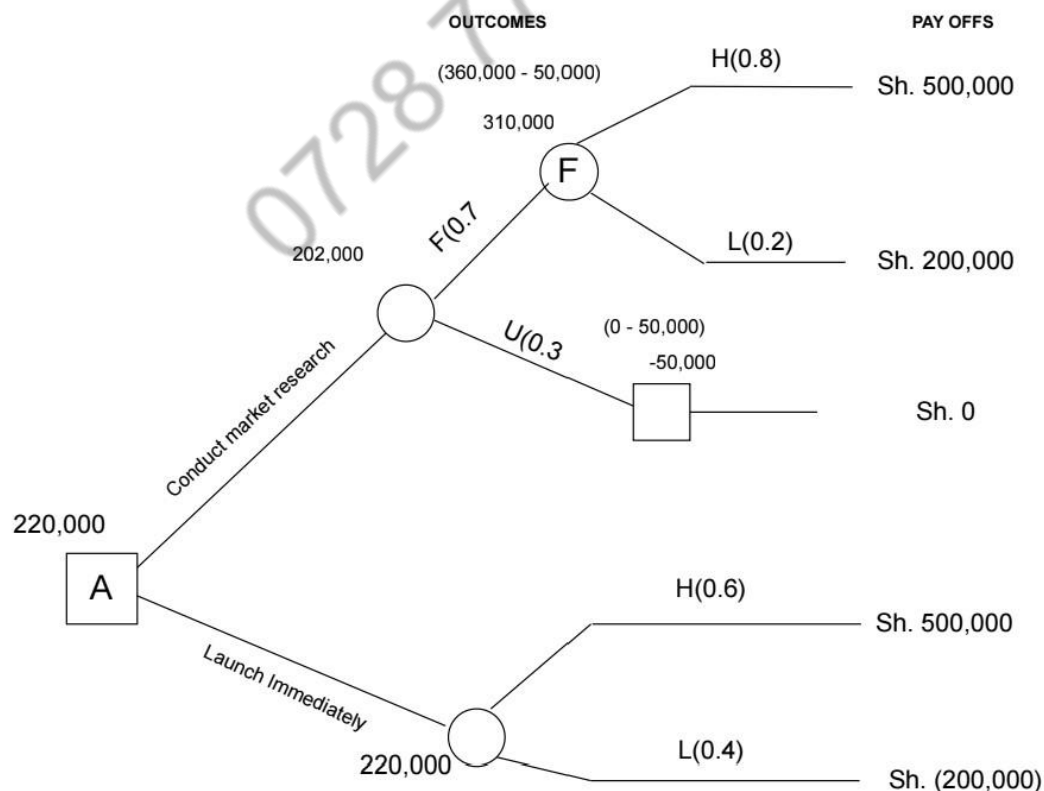 OUTCOMES
PAY OFFS
(360,000 - 50,000)
H(0.8)
Sh. 500,000
310,000
F
F(0.7
L(0.2)
Sh. 200,000
202,000
U(0.3
(0 - 50,000)
-50,000
Sh. 0
Conduct market research
220,000
A
H(0.6)
Sh. 500,000
Launch Immediately
L(0.4)
220,000
Sh. (200,000)
0728